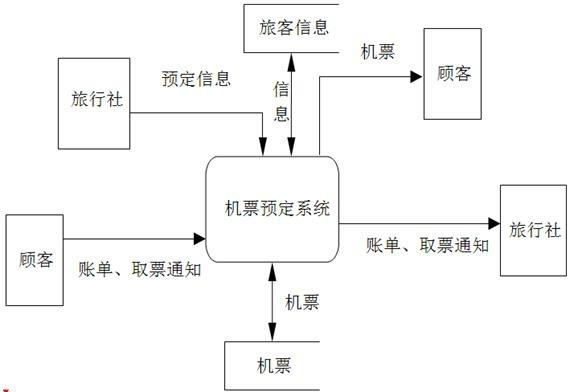 旅客信息
机票
顾客
旅行社
预定信息
信息
机票预定系统
旅行社
顾客
账单、取票通知
账单、取票通知
机票
机票